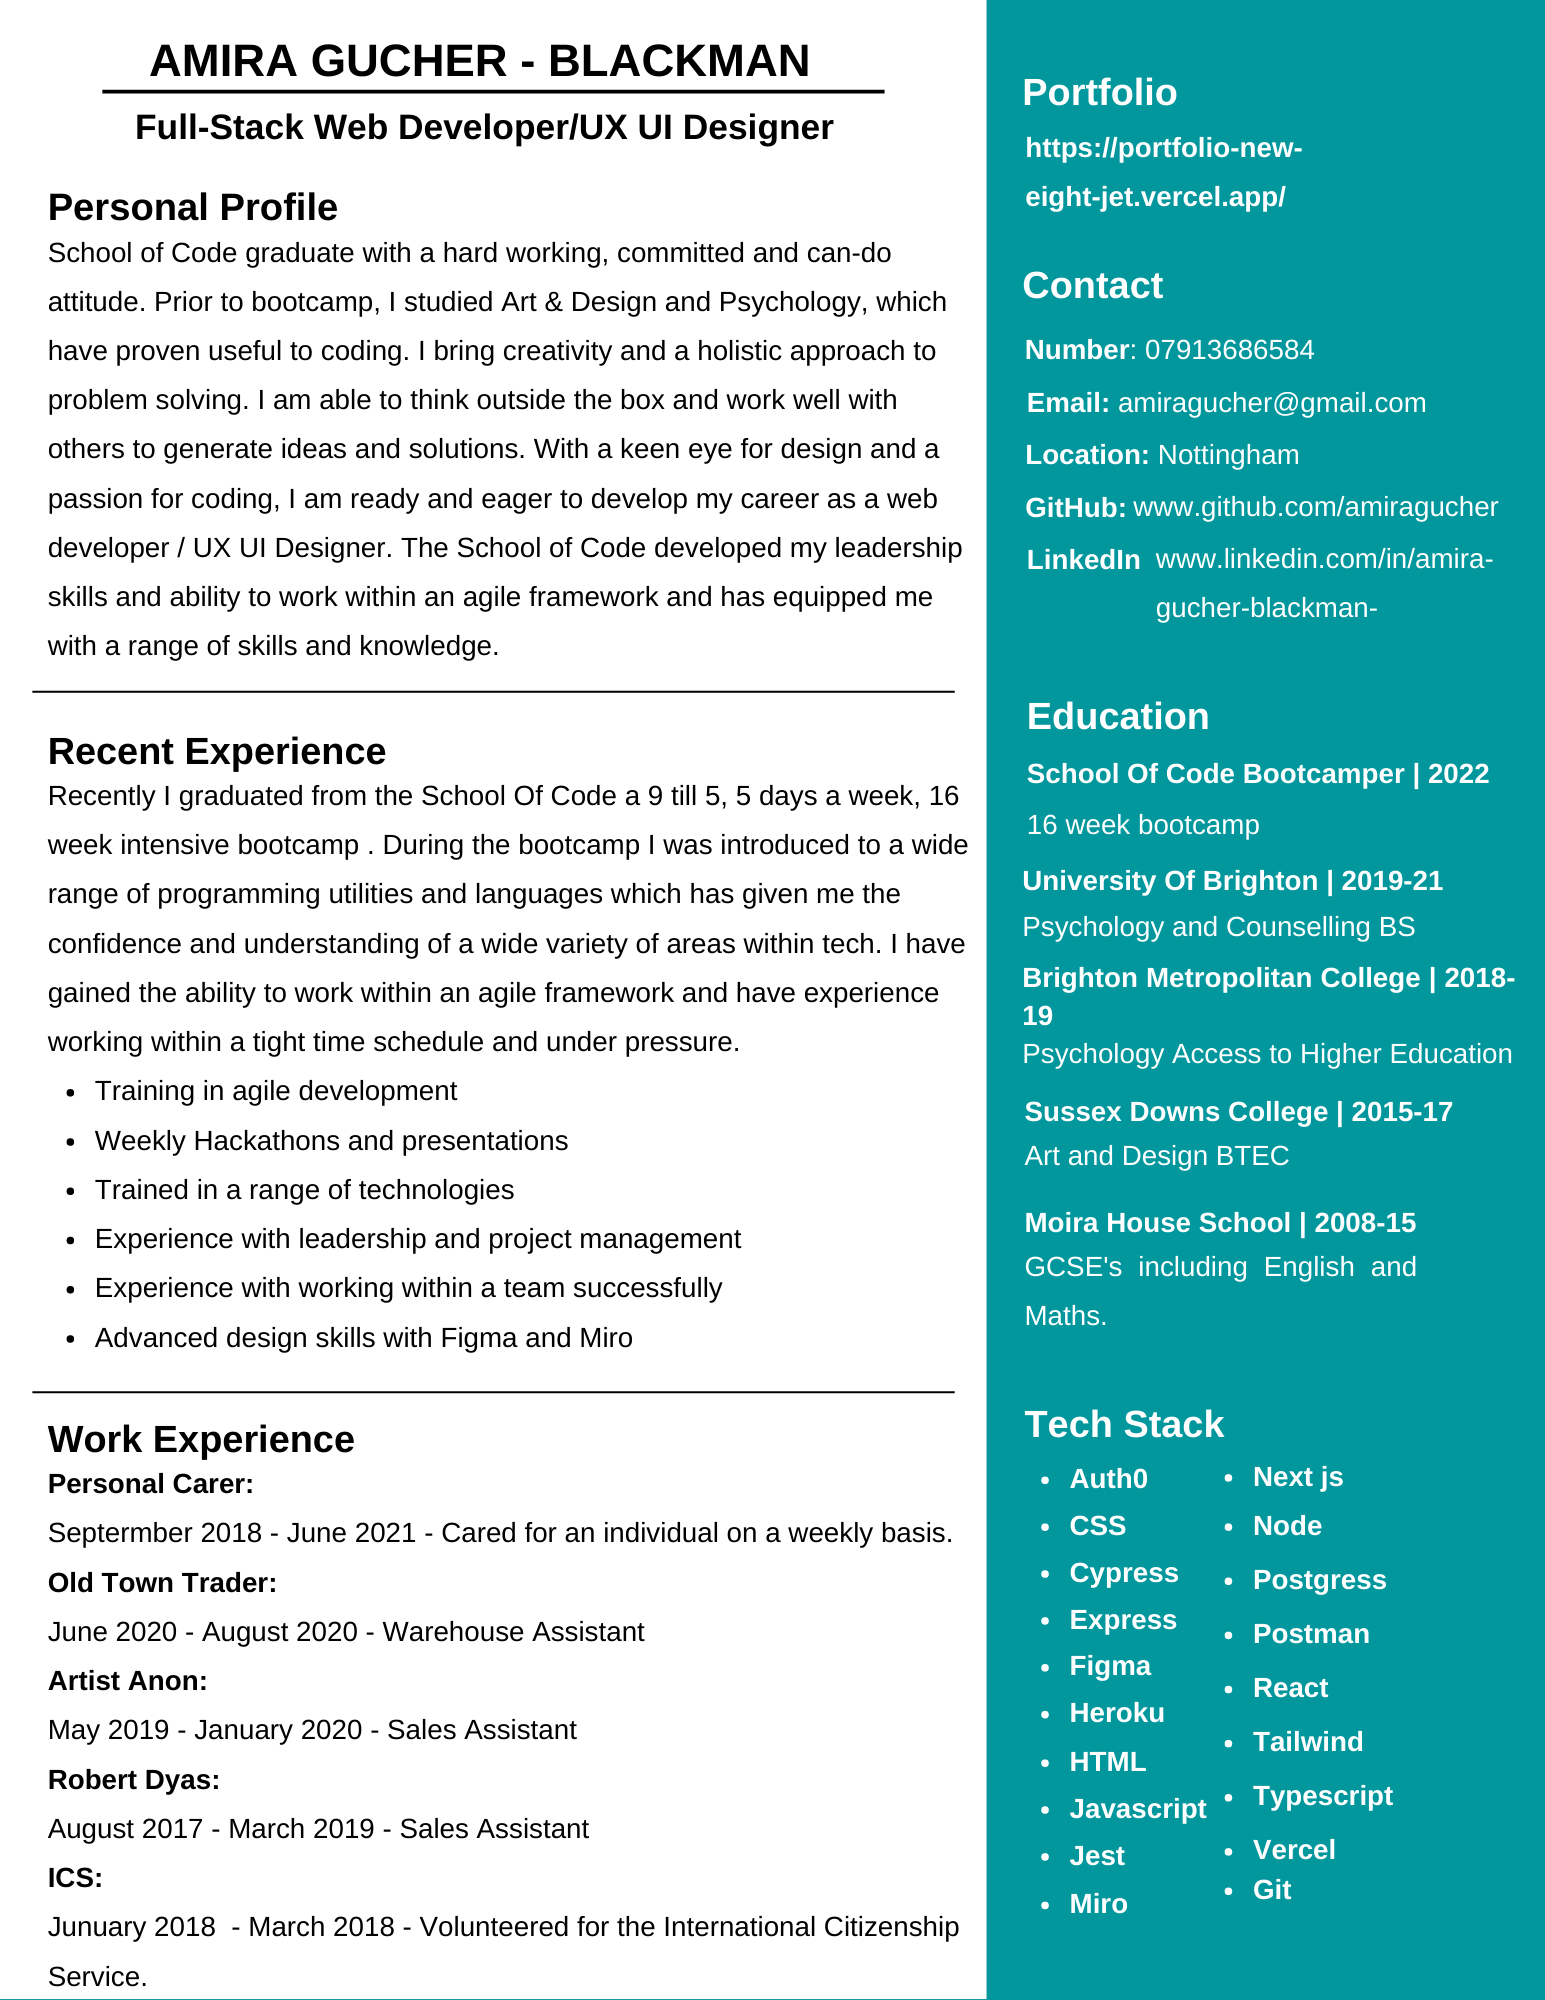 AMIRA GUCHER - BLACKMAN
Full-Stack Web Developer/UX UI Designer
Personal Profile
School of Code graduate with a hard working, committed and can-do
attitude. Prior to bootcamp, I studied Art & Design and Psychology, which
have proven useful to coding. I bring creativity and a holistic approach to
problem solving. I am able to think outside the box and work well with
others to generate ideas and solutions. With a keen eye for design and a
passion for coding, I am ready and eager to develop my career as a web
developer / UX UI Designer. The School of Code developed my leadership
skills and ability to work within an agile framework and has equipped me
with a range of skills and knowledge.
Recent Experience
Recently I graduated from the School Of Code a 9 till 5, 5 days a week, 16
week intensive bootcamp . During the bootcamp I was introduced to a wide
range of programming utilities and languages which has given me the
confidence and understanding of a wide variety of areas within tech. I have
gained the ability to work within an agile framework and have experience
working within a tight time schedule and under pressure.
• Training in agile development
• Weekly Hackathons and presentations
• Trained in a range of technologies
• Experience with leadership and project management
• Experience with working within a team successfully
• Advanced design skills with Figma and Miro
Work Experience
Personal Carer:
Septermber 2018 - June 2021 - Cared for an individual on a weekly basis.
Old Town Trader:
June 2020 - August 2020 - Warehouse Assistant
Artist Anon:
May 2019 - January 2020 - Sales Assistant
Robert Dyas:
August 2017 - March 2019 - Sales Assistant
ICS:
Junuary 2018  - March 2018 - Volunteered for the International Citizenship
Service.
Portfolio
https://portfolio-new-
eight-jet.vercel.app/
Contact
Number: 07913686584
Email: amiragucher@gmail.com
Location: Nottingham
GitHub: www.github.com/amiragucher
LinkedIn www.linkedin.com/in/amira-
gucher-blackman-
Education
School Of Code Bootcamper | 2022
16 week bootcamp
University Of Brighton | 2019-21
Psychology and Counselling BS
Brighton Metropolitan College | 2018-
19
Psychology Access to Higher Education
Sussex Downs College | 2015-17
Art and Design BTEC
Moira House School | 2008-15
GCSE's including English and
Maths.
Tech Stack
• Auth0
• CSS
• Cypress
• Express
• Figma
• Heroku
• HTML
• Javascript
• Jest
• Miro
• Next js
• Node
• Postgress
• Postman
• React
• Tailwind
• Typescript
• Vercel
• Git